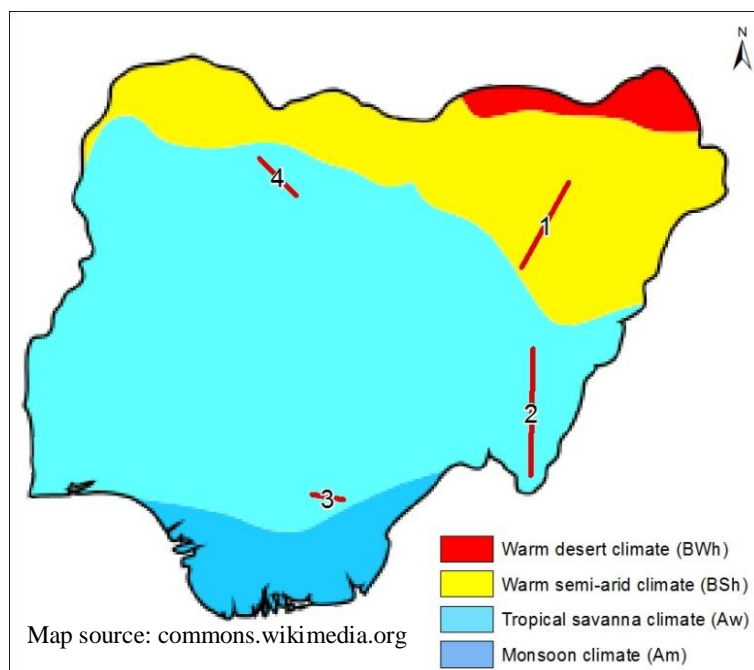 N
4
1
2
3
Warm desert climate (BWh)
Warm semi-arid climate (BSh)
Tropical savanna climate (Aw)
Monsoon climate (Am)
Map source: commons.wikimedia.org